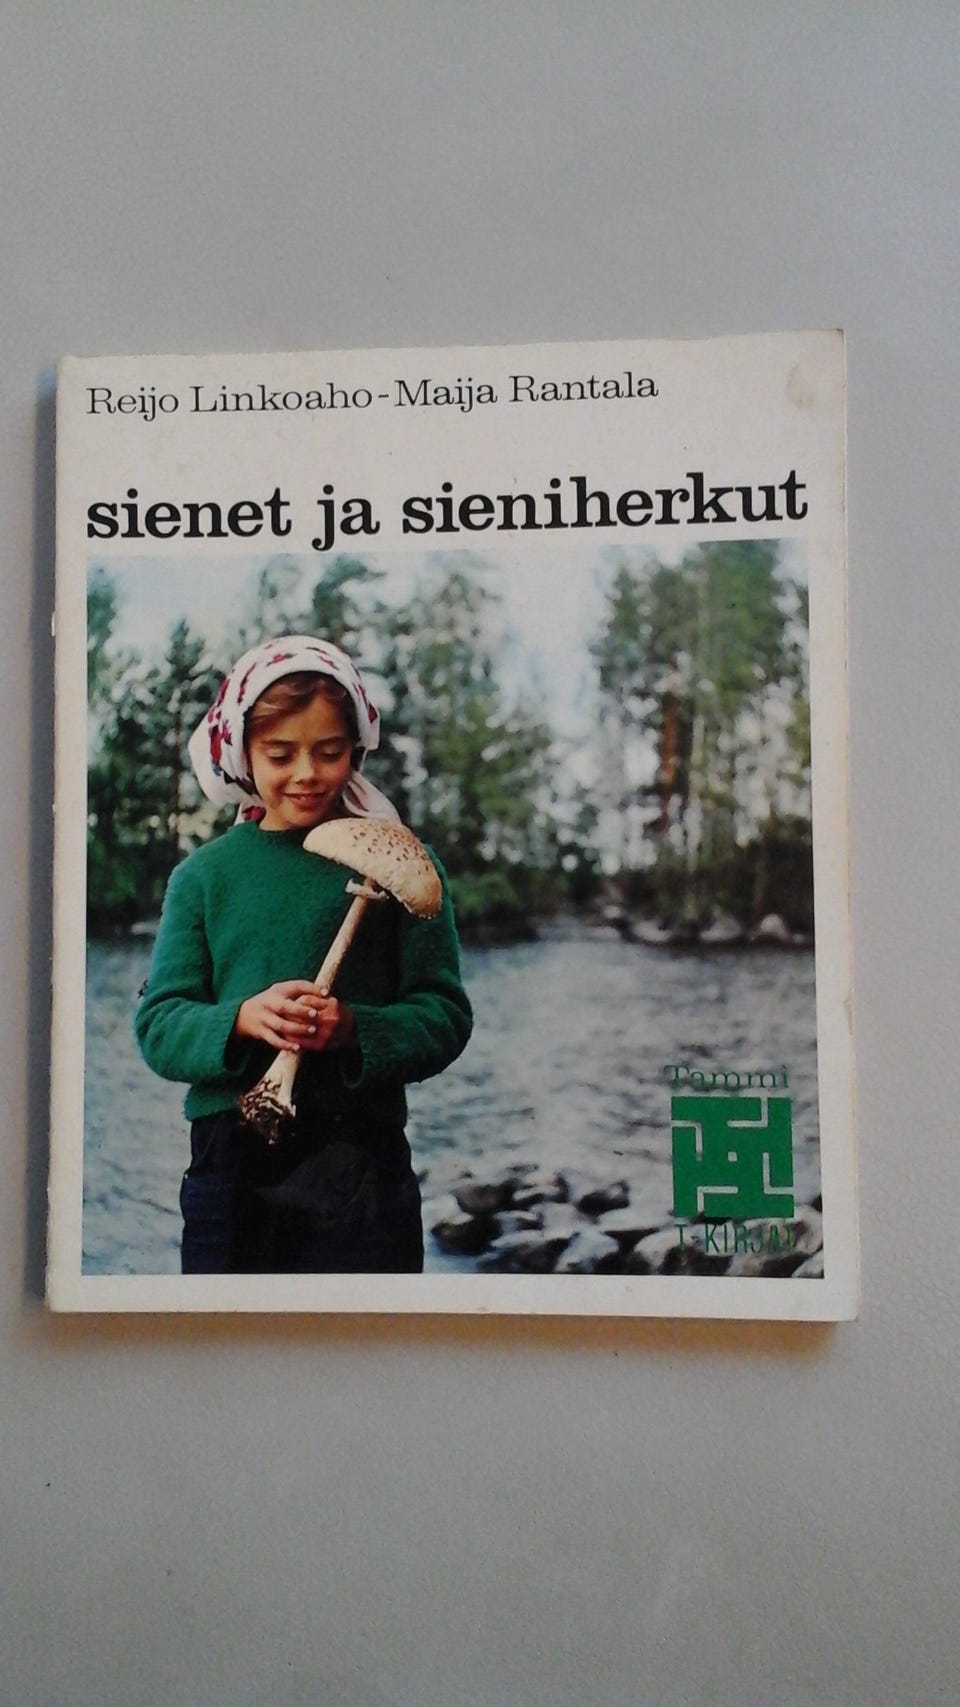 Reijo Linkoaho-Maija Rantala
sienet ja sieniherkut
Tammi
T-KIRJAT